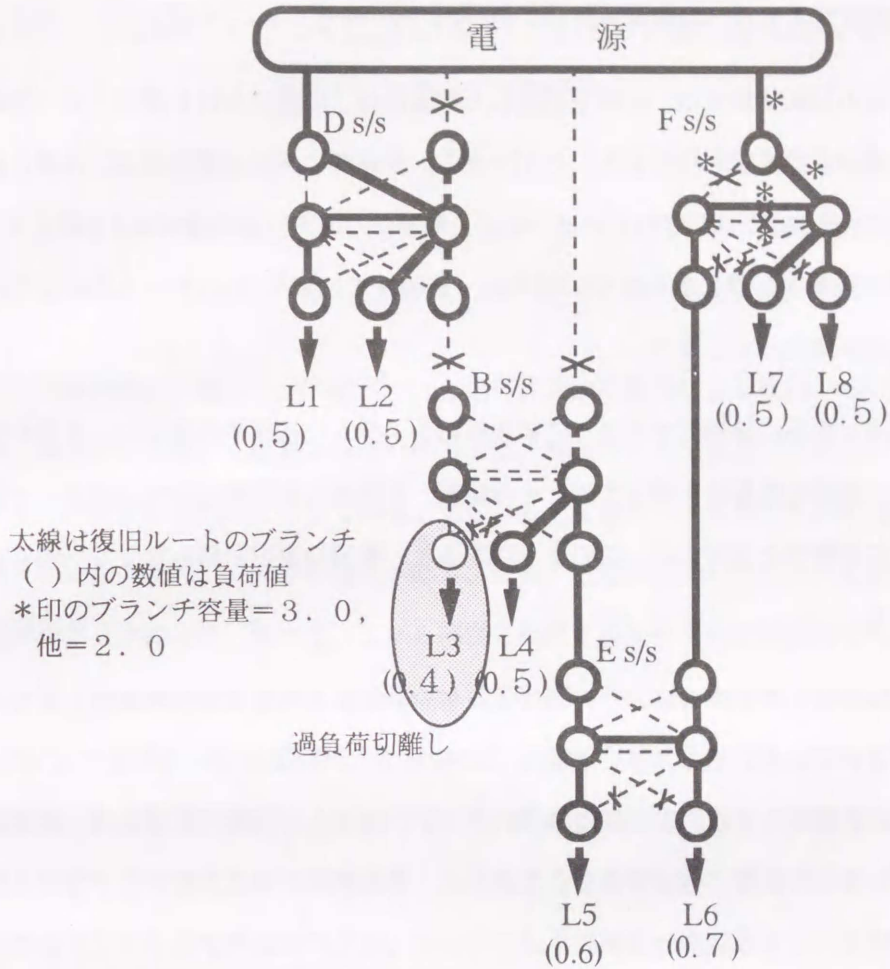 電 源
D s/s
F s/s
B s/s
L1
(0.5)
L2
(0.5)
L7
(0.5)
L8
(0.5)
太線は復旧ルートのブランチ
( 内の数値は負荷値
*印のブランチ容量=3.0,
他=2.0
L3
(0.4)
L4
(0.5)
過負荷切離し
E s/s
L5
(0.6)
L6
(0.7)